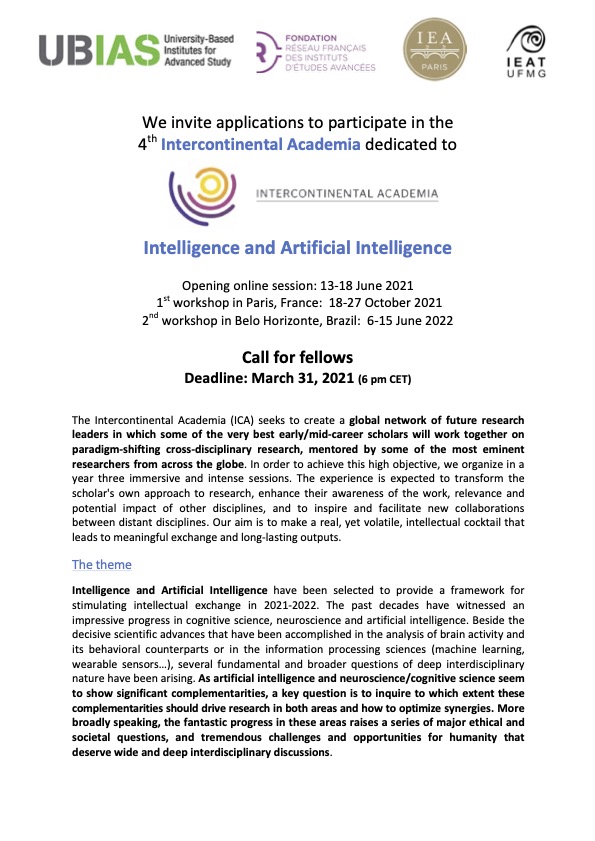 UBIAS University-Based
Institutes for
Advanced Study
FONDATION
RÉSEAU FRANÇAIS
DES INSTITUTS
D'ÉTUDES AVANCÉES
IEA
PARIS
IEAT
UFMG
We invite applications to participate in the
4th Intercontinental Academia dedicated to
INTERCONTINENTAL ACADEMIA
Intelligence and Artificial Intelligence
Opening online session: 13-18 June 2021
1st workshop in Paris, France: 18-27 October 2021
2nd workshop in Belo Horizonte, Brazil: 6-15 June 2022
Call for fellows
Deadline: March 31, 2021 (6 pm CET)
The Intercontinental Academia (ICA) seeks to create a global network of future research
leaders in which some of the very best early/mid-career scholars will work together on
paradigm-shifting cross-disciplinary research, mentored by some of the most eminent
researchers from across the globe. In order to achieve this high objective, we organize in a
year three immersive and intense sessions. The experience is expected to transform the
scholar's own approach to research, enhance their awareness of the work, relevance and
potential impact of other disciplines, and to inspire and facilitate new collaborations
between distant disciplines. Our aim is to make a real, yet volatile, intellectual cocktail that
leads to meaningful exchange and long-lasting outputs.
The theme
Intelligence and Artificial Intelligence have been selected to provide a framework for
stimulating intellectual exchange in 2021-2022. The past decades have witnessed an
impressive progress in cognitive science, neuroscience and artificial intelligence. Beside the
decisive scientific advances that have been accomplished in the analysis of brain activity and
its behavioral counterparts or in the information processing sciences (machine learning,
wearable sensors…), several fundamental and broader questions of deep interdisciplinary
nature have been arising. As artificial intelligence and neuroscience/cognitive science seem
to show significant complementarities, a key question is to inquire to which extent these
complementarities should drive research in both areas and how to optimize synergies. More
broadly speaking, the fantastic progress in these areas raises a series of major ethical and
societal questions, and tremendous challenges and opportunities for humanity that
deserve wide and deep interdisciplinary discussions.